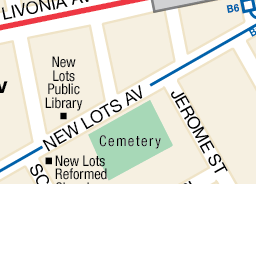 LIVONIA AV
B6
New
Lots
Public
Library
NEW LOTS AV
JEROME ST
Cemetery
New Lots
Reformed